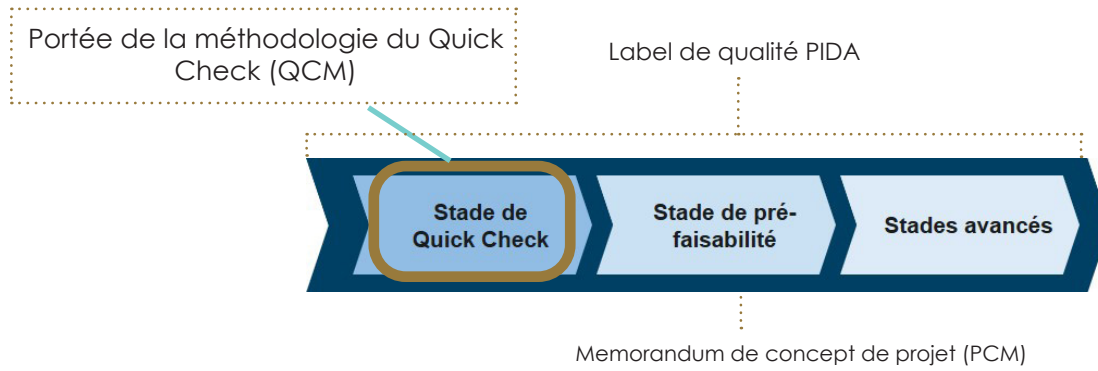 Portée de la méthodologie du Quick
Check (QCM)
Label de qualité PIDA
Stade de
Quick Check
Stade de pré-
faisabilité
Stades avancés
Memorandum de concept de projet (PCM)